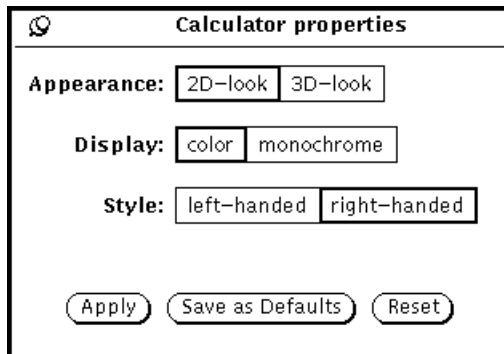 Calculator properties
Appearance: 2D-look 3D-look
Display: color monochrome
Style: left-handed right-handed
Apply Save as Defaults Reset